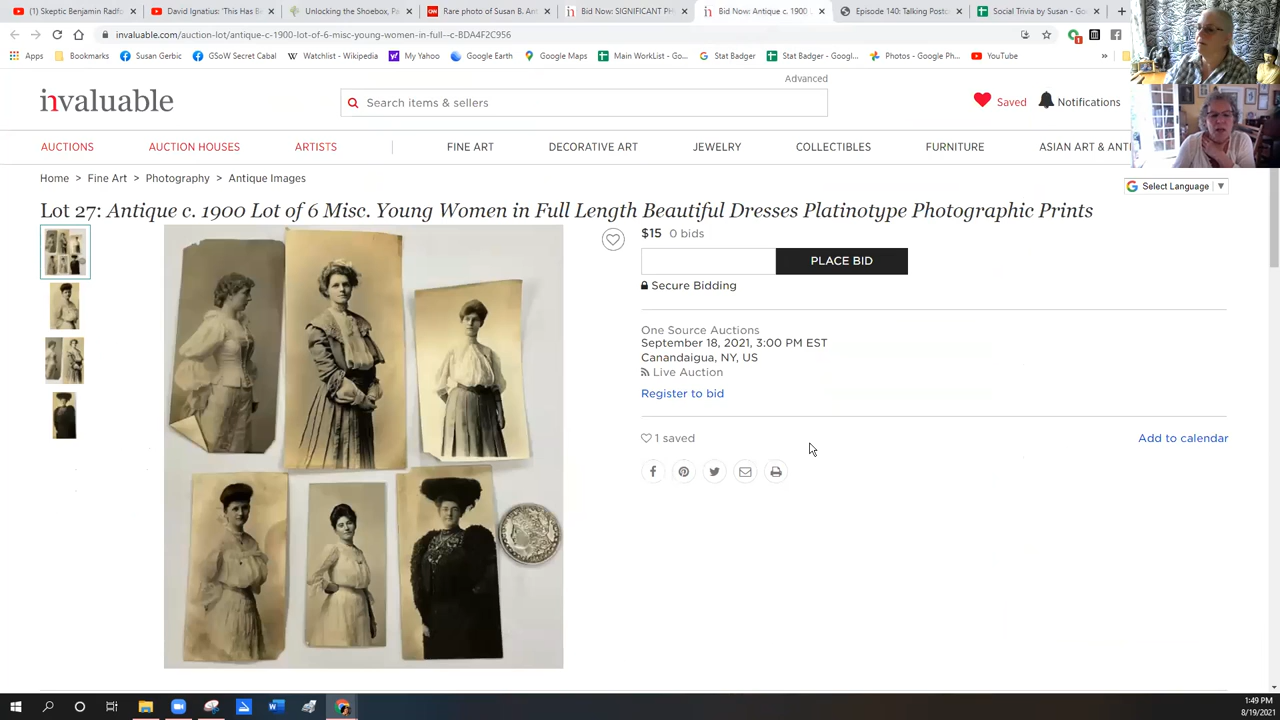 (1) Skeptic Benjamin Radfo
David Ignatius: 'This Has B
Unlocking the Shoebox, Pa
Rare photo of Susan B. Ant
Bid Now: SIGNIFICANT PH
Bid Now: Antique c. 1900
Episode 140: Talking Postc
Social Trivia by Susan - Go
invaluable.com/auction-lot/antique-c-1900-lot-of-6-misc-young-women-in-full--c-BDA4F2C956
Apps
Bookmarks
Susan Gerbic
GSoW Secret Cabal
Watchlist - Wikipedia
My Yahoo
Google Earth
Google Maps
Main WorkList - Go...
Stat Badger
Stat Badger - Googl...
Photos - Google Ph...
YouTube
Advanced
invaluable
Search items & sellers
Saved
Notifications
AUCTIONS
AUCTION HOUSES
ARTISTS
FINE ART
DECORATIVE ART
JEWELRY
COLLECTIBLES
FURNITURE
ASIAN ART & ANTI
Home > Fine Art > Photography > Antique Images
Select Language
Lot 27: Antique c. 1900 Lot of 6 Misc. Young Women in Full Length Beautiful Dresses Platinotype Photographic Prints
$15 0 bids
PLACE BID
Secure Bidding
One Source Auctions
September 18, 2021, 3:00 PM EST
Canandaigua, NY, US
Live Auction
Register to bid
1 saved
Add to calendar
1:49 PM
8/19/2021